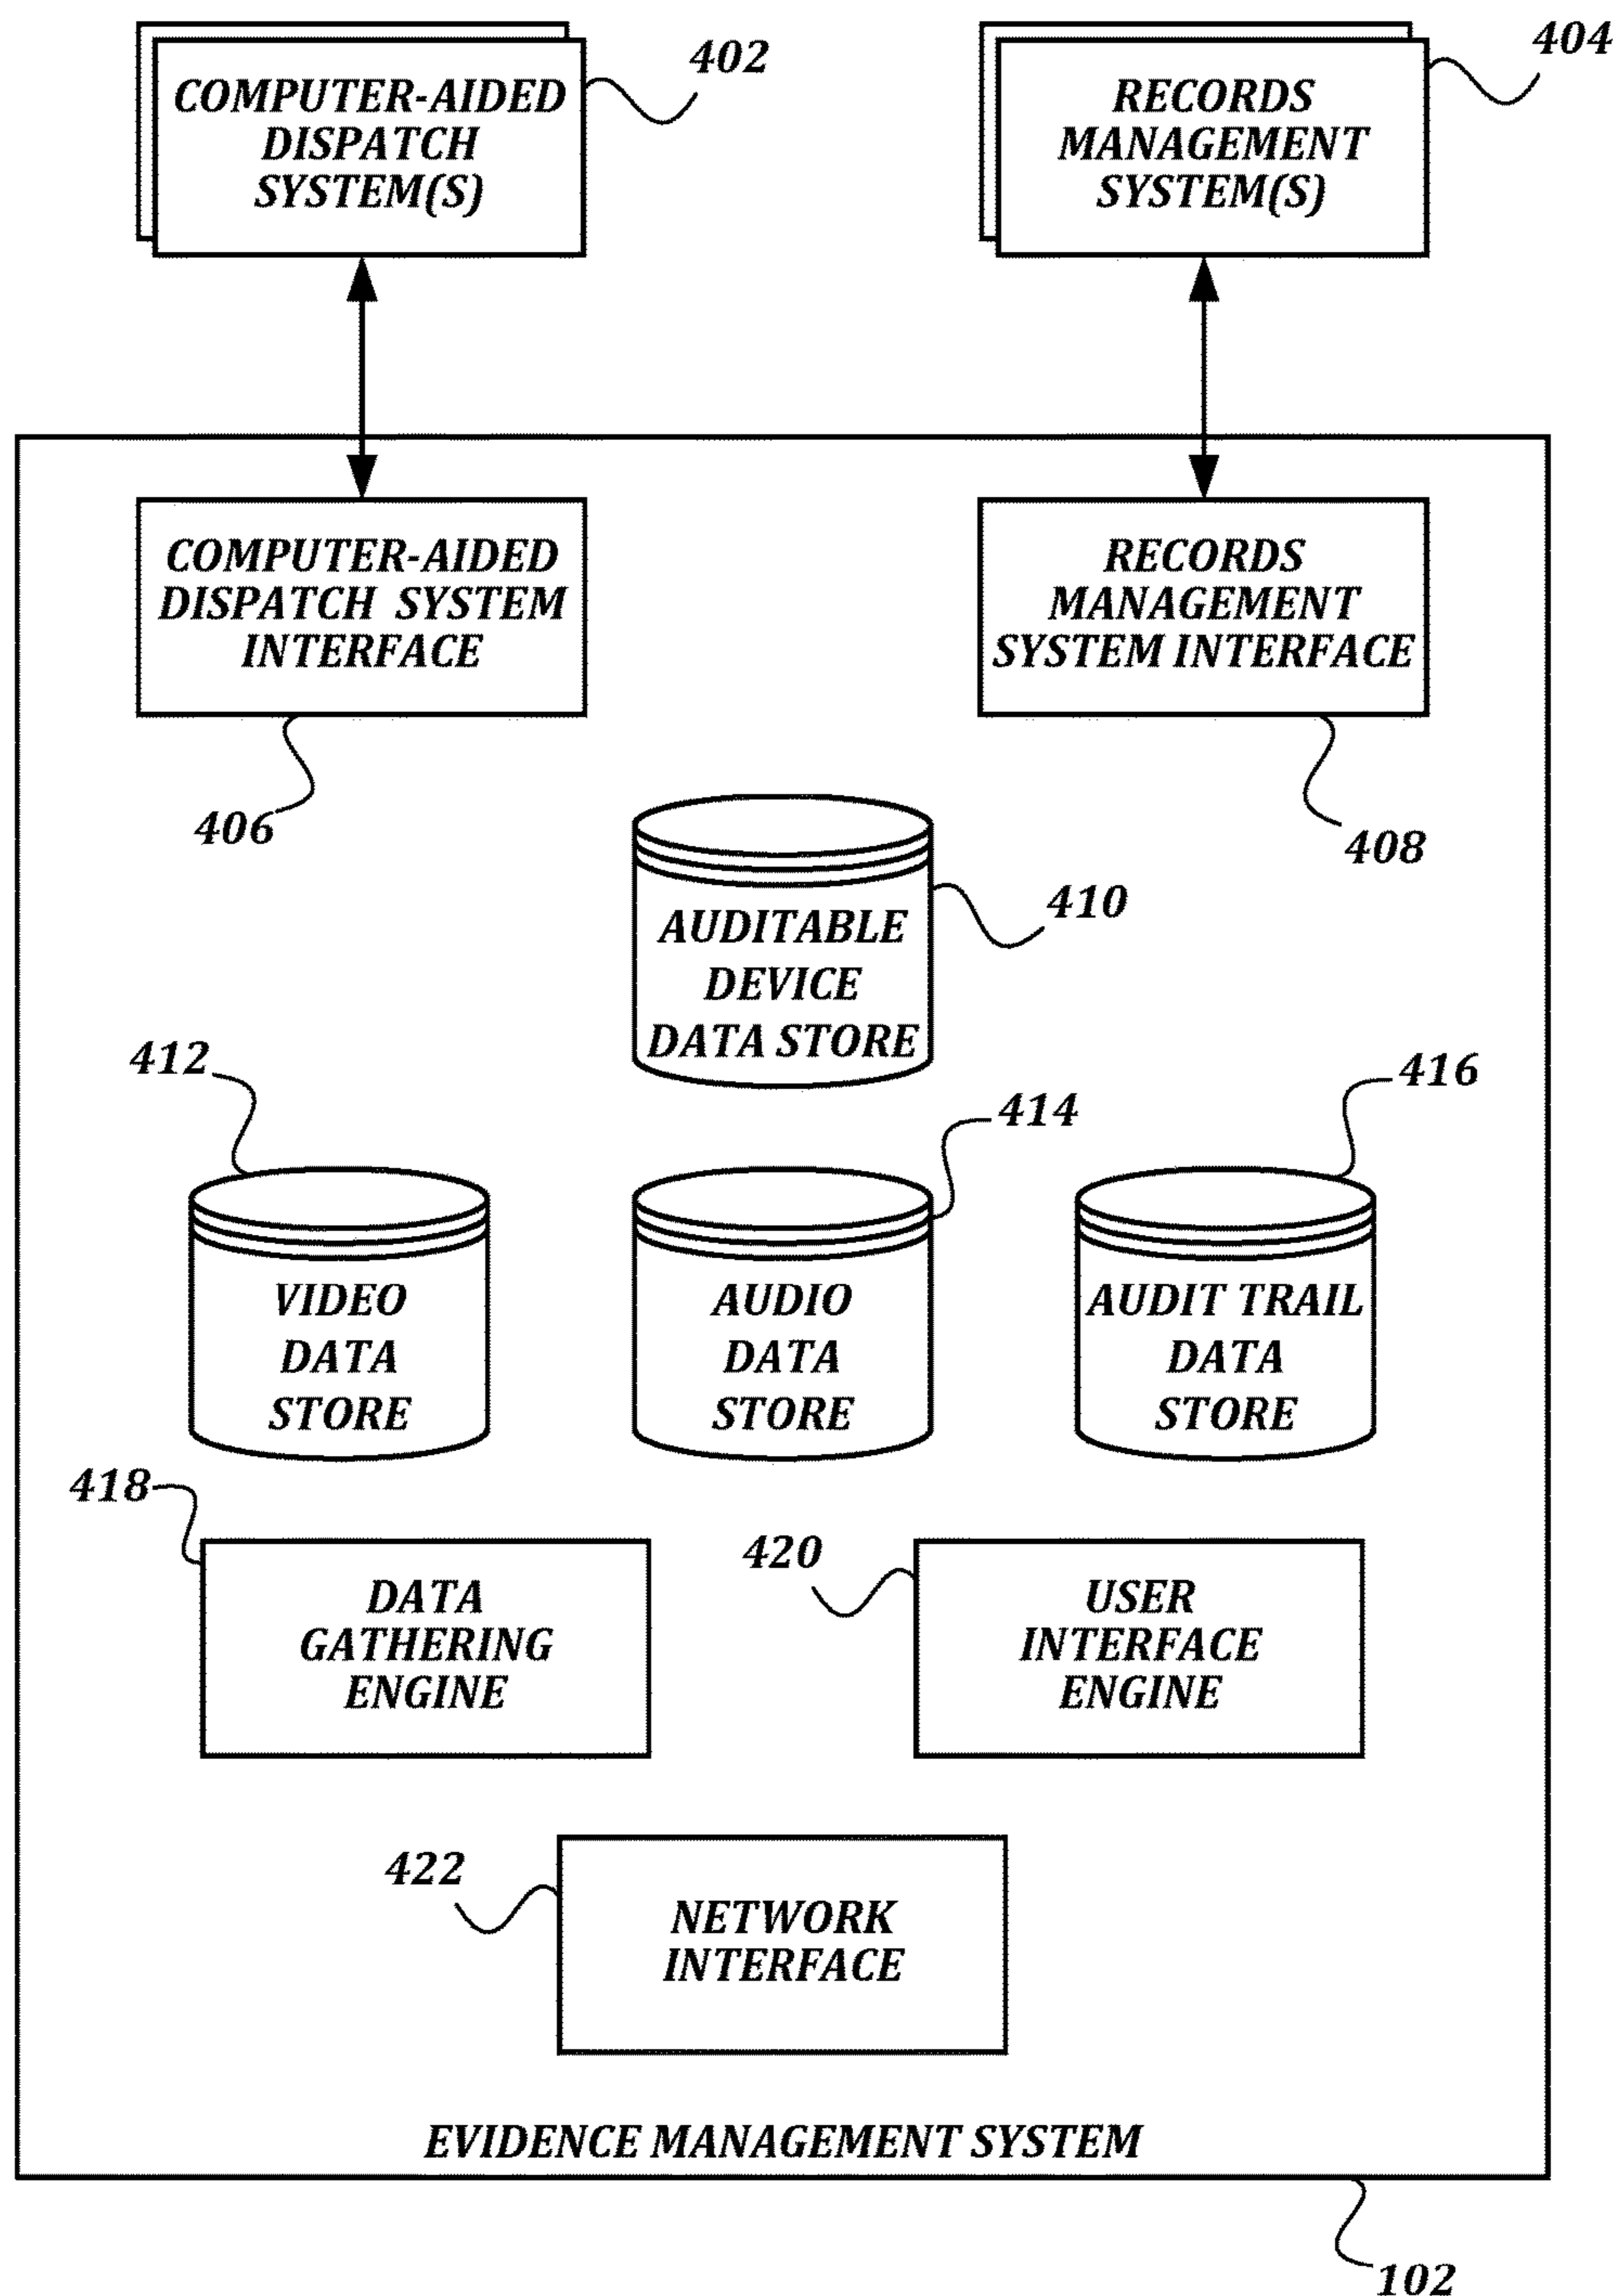 402
COMPUTER-AIDED
DISPATCH
SYSTEM(S)
404
RECORDS
MANAGEMENT
SYSTEM(S)
COMPUTER-AIDED
DISPATCH SYSTEM
INTERFACE
406
RECORDS
MANAGEMENT
SYSTEM INTERFACE
408
AUDITABLE
DEVICE
DATA STORE
410
412
VIDEO
DATA
STORE
414
AUDIO
DATA
STORE
416
AUDIT TRAIL
DATA
STORE
418
DATA
GATHERING
ENGINE
420
USER
INTERFACE
ENGINE
422
NETWORK
INTERFACE
EVIDENCE MANAGEMENT SYSTEM
102